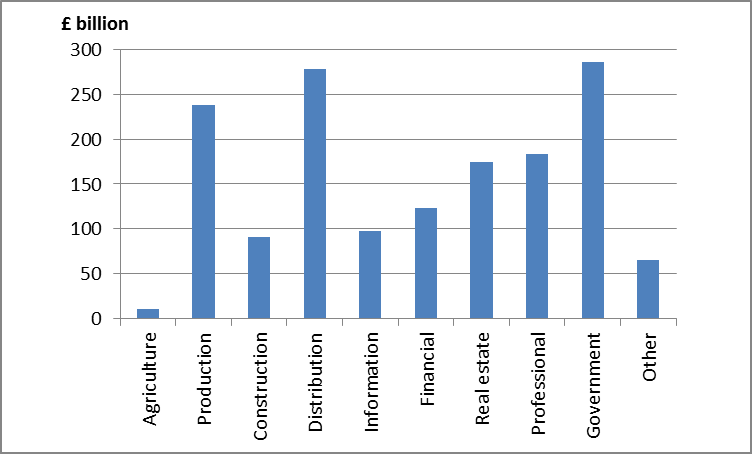 £ billion
300
250
200
150
100
50
0
Agriculture
Production
Construction
Distribution
Information
Financial
Real estate
Professional
Government
Other